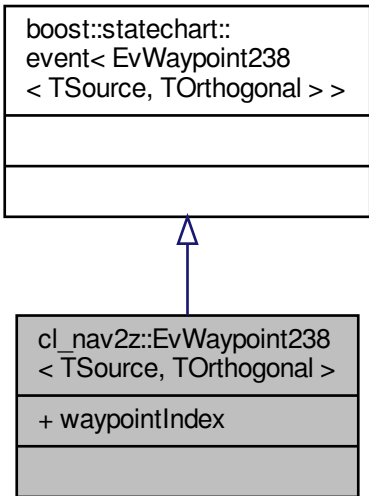 boost::statechart::
event< EvWaypoint238
< TSource, TOrthogonal > >
cl_nav2z::EvWaypoint238
< TSource, TOrthogonal >
+ waypointIndex